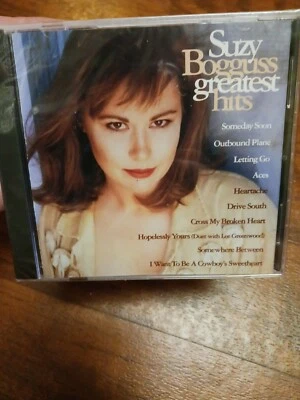 Suzy
Bogguss
greatest
hits
Someday Soon
Outbound Plane
Letting Go
Aces
Heartache
Drive South
Cross My Broken Heart
Hopelessly Yours (Duet with Lee Greenwood)
Somewhere Between
I Want To Be A Cowboy's Sweetheart